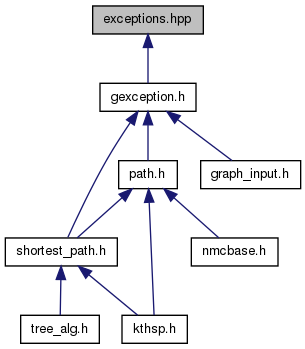 exceptions.hpp
gexception.h
path.h
graph_input.h
shortest_path.h
nmcbase.h
tree_alg.h
kthsp.h